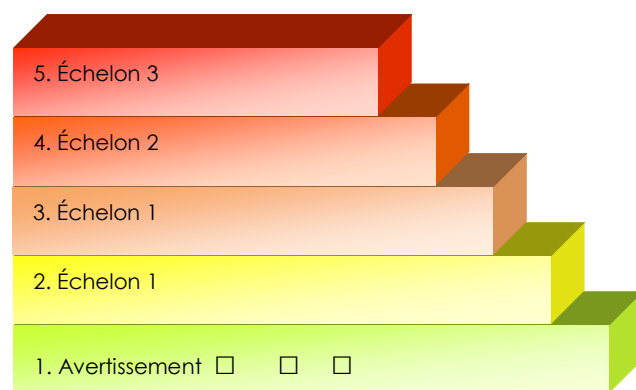 5. Échelon 3
4. Échelon 2
3. Échelon 1
2. Échelon 1
1. Avertissement ☐ ☐ ☐